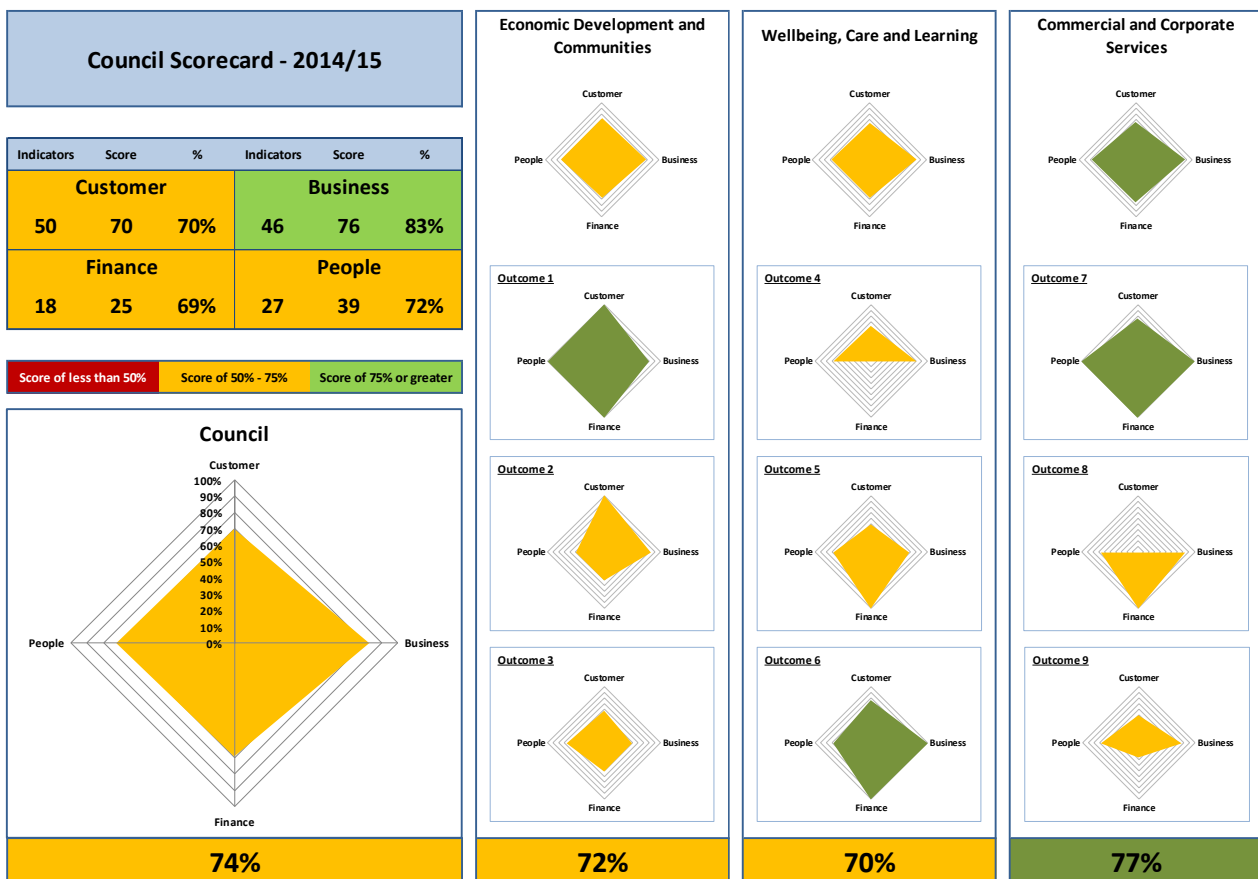 Council Scorecard - 2014/15
Indicators Score % Indicators Score %
Customer Business
50 70 70% 46 76 83%
Finance People
18 25 69% 27 39 72%
Score of less than 50% Score of 50% - 75% Score of 75% or greater
Council
Customer
100%
90%
80%
70%
60%
50%
40%
30%
20%
10%
0%
People Business
Finance
74%
Economic Development and
Communities
Customer
People Business
Finance
Outcome 1
Customer
People Business
Finance
Outcome 2
Customer
People Business
Finance
Outcome 3
Customer
People Business
Finance
72%
Wellbeing, Care and Learning
Customer
People Business
Finance
Outcome 4
Customer
People Business
Finance
Outcome 5
Customer
People Business
Finance
Outcome 6
Customer
People Business
Finance
70%
Commercial and Corporate
Services
Customer
People Business
Finance
Outcome 7
Customer
People Business
Finance
Outcome 8
Customer
People Business
Finance
Outcome 9
Customer
People Business
Finance
77%